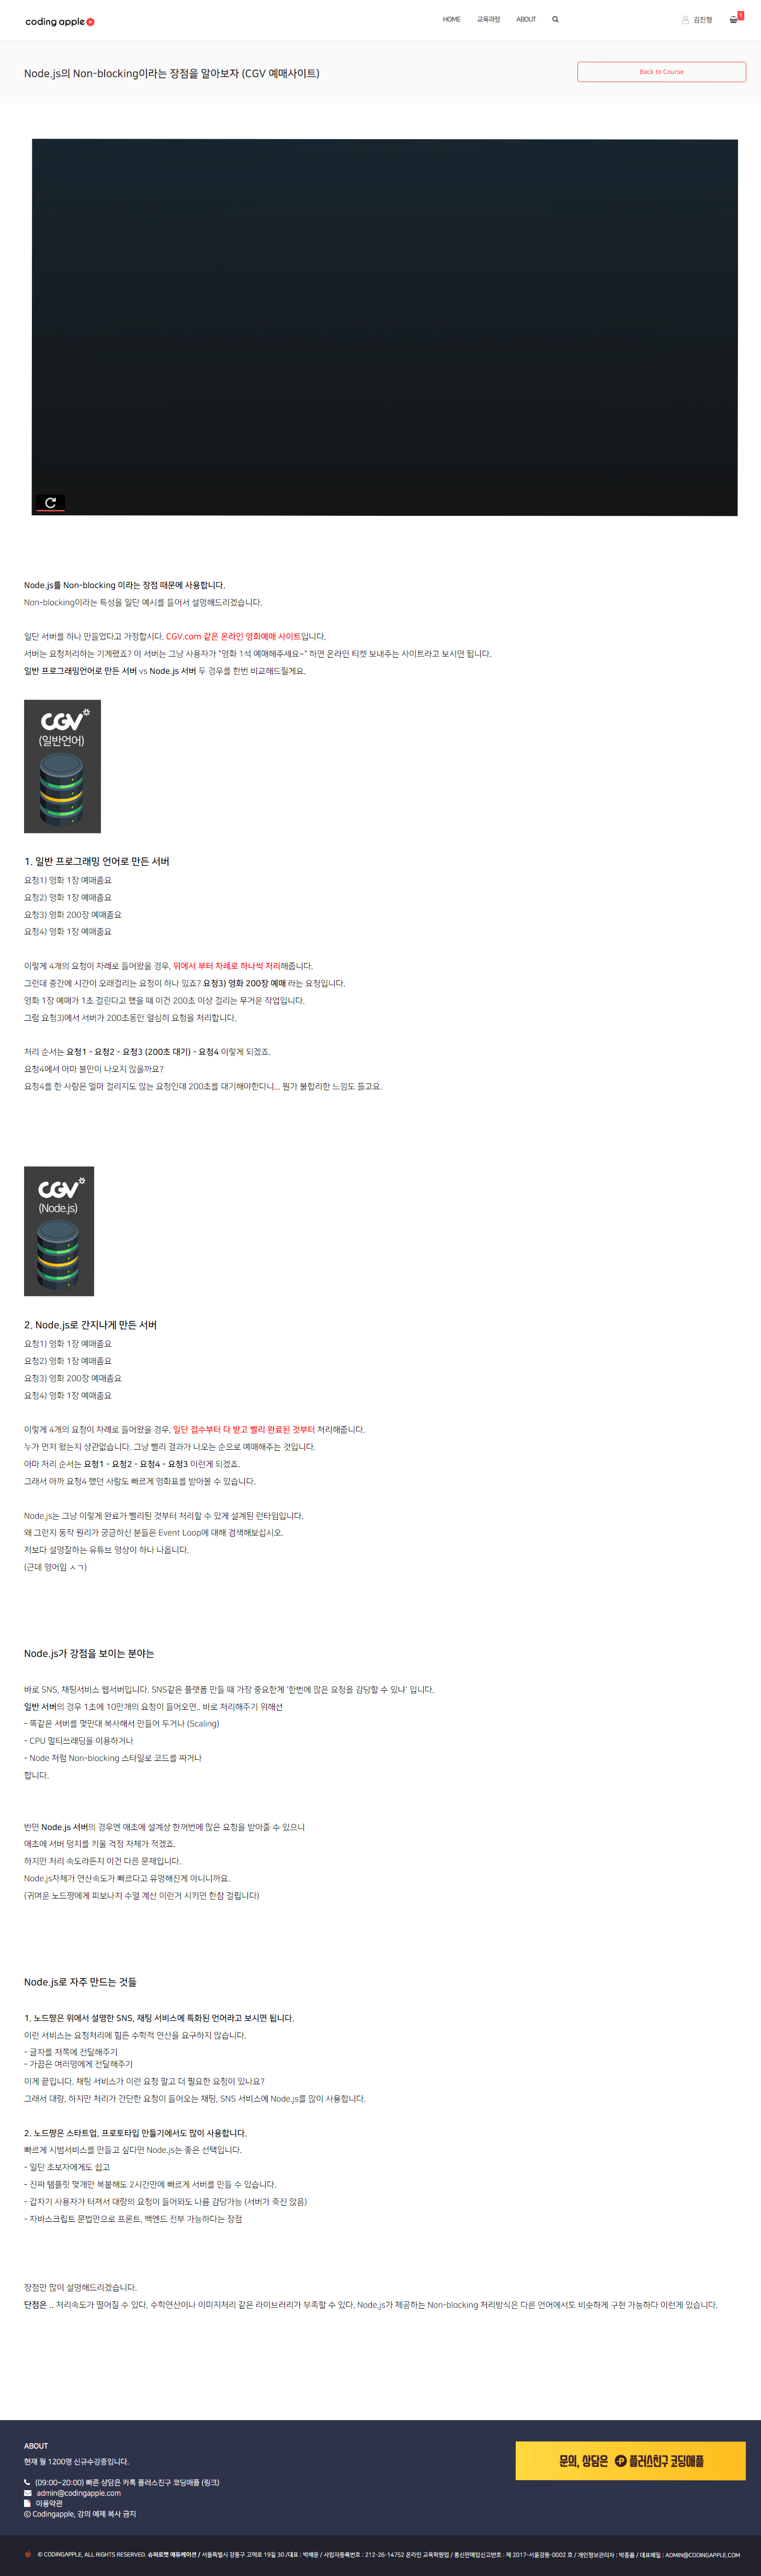 coding apple
HOME 교육과정 ABOUT
김진형
Node.js의 Non-blocking이라는 장점을 알아보자 (CGV 예매사이트)
Back to Course
Node.js를 Non-blocking 이라는 장점 때문에 사용합니다.
Non-blocking이라는 특성을 일단 예시를 들어서 설명해드리겠습니다.
일단 서버를 하나 만들었다고 가정합시다. CGV.com 같은 온라인 영화예매 사이트입니다.
서버는 요청처리하는 기계랬죠? 이 서버는 그냥 사용자가 "영화 1석 예매해주세요~" 하면 온라인 티켓 보내주는 사이트라고 보시면 됩니다.
일반 프로그래밍언어로 만든 서버 vs Node.js 서버 두 경우를 한번 비교해드릴게요.
CGV
(일반언어)
1. 일반 프로그래밍 언어로 만든 서버
요청1) 영화 1장 예매좀요
요청2) 영화 1장 예매좀요
요청3) 영화 200장 예매좀요
요청4) 영화 1장 예매좀요
이렇게 4개의 요청이 차례로 들어왔을 경우, 위에서 부터 차례로 하나씩 처리해줍니다.
그런데 중간에 시간이 오래걸리는 요청이 하나 있죠? 요청3) 영화 200장 예매 라는 요청입니다.
영화 1장 예매가 1초 걸린다고 했을 때 이건 200초 이상 걸리는 무거운 작업입니다.
그럼 요청3)에서 서버가 200초동안 열심히 요청을 처리합니다.
처리 순서는 요청1 - 요청2 - 요청3 (200초 대기) - 요청4 이렇게 되겠죠.
요청4에서 아마 불만이 나오지 않을까요?
요청4를 한 사람은 얼마 걸리지도 않는 요청인데 200초를 대기해야한다니... 뭔가 불합리한 느낌도 들고요.
CGV
(Node.js)
2. Node.js로 간지나게 만든 서버
요청1) 영화 1장 예매좀요
요청2) 영화 1장 예매좀요
요청3) 영화 200장 예매좀요
요청4) 영화 1장 예매좀요
이렇게 4개의 요청이 차례로 들어왔을 경우, 일단 접수부터 다 받고 빨리 완료된 것부터 처리해줍니다.
누가 먼저 왔는지 상관없습니다. 그냥 빨리 결과가 나오는 순으로 예매해주는 것입니다.
아마 처리 순서는 요청1 - 요청2 - 요청4 - 요청3 이런게 되겠죠.
그래서 아까 요청4 했던 사람도 빠르게 영화표를 받아볼 수 있습니다.
Node.js는 그냥 이렇게 완료가 빨리된 것부터 처리할 수 있게 설계된 런타임입니다.
왜 그런지 동작 원리가 궁금하신 분들은 Event Loop에 대해 검색해보십시오.
저보다 설명잘하는 유튜브 영상이 하나 나옵니다.
(근데 영어임 ㅅㄱ)
Node.js가 강점을 보이는 분야는
바로 SNS, 채팅서비스 웹서버입니다. SNS같은 플랫폼 만들 때 가장 중요한게 '한번에 많은 요청을 감당할 수 있냐' 입니다.
일반 서버의 경우 1초에 10만개의 요청이 들어오면.. 바로 처리해주기 위해선
- 똑같은 서버를 몇만대 복사해서 만들어 두거나 (Scaling)
- CPU 멀티쓰레딩을 이용하거나
- Node 처럼 Non-blocking 스타일로 코드를 짜거나
합니다.
반면 Node.js 서버의 경우엔 애초에 설계상 한꺼번에 많은 요청을 받아줄 수 있으니
애초에 서버 덩치를 키울 걱정 자체가 적겠죠.
하지만 처리 속도라든지 이건 다른 문제입니다.
Node.js자체가 연산속도가 빠르다고 유명해진게 아니니까요.
(귀여운 노드쨩에게 피보나치 수열 계산 이런거 시키면 한참 걸립니다)
Node.js로 자주 만드는 것들
1. 노드쨩은 위에서 설명한 SNS, 채팅 서비스에 특화된 언어라고 보시면 됩니다.
이런 서비스는 요청처리에 힘든 수학적 연산을 요구하지 않습니다.
- 글자를 저쪽에 전달해주기
- 가끔은 여러명에게 전달해주기
이게 끝입니다. 채팅 서비스가 이런 요청 말고 더 필요한 요청이 있나요?
그래서 대량, 하지만 처리가 간단한 요청이 들어오는 채팅, SNS 서비스에 Node.js를 많이 사용합니다.
2. 노드쨩은 스타트업, 프로토타입 만들기에서도 많이 사용합니다.
빠르게 시범서비스를 만들고 싶다면 Node.js는 좋은 선택입니다.
- 일단 초보자에게도 쉽고
- 진짜 템플릿 몇개만 복붙해도 2시간만에 빠르게 서버를 만들 수 있습니다.
- 갑자기 사용자가 터져서 대량의 요청이 들어와도 나름 감당가능 (서버가 죽진 않음)
- 자바스크립트 문법만으로 프론트, 백엔드 전부 가능하다는 장점
장점만 많이 설명해드리겠습니다.
단점은 .. 처리속도가 떨어질 수 있다, 수학연산이나 이미지처리 같은 라이브러리가 부족할 수 있다, Node.js가 제공하는 Non-blocking 처리방식은 다른 언어에서도 비슷하게 구현 가능하다 이런게 있습니다.
ABOUT
현재 월 1200명 신규수강중입니다.
(09:00~20:00) 빠른 상담은 카톡 플러스친구 코딩애플 (링크)
admin@codingapple.com
이용약관
ⓒ Codingapple, 강의 예제 복사 금지
문의, 상담은 플러스친구 코딩애플
© CODINGAPPLE, ALL RIGHTS RESERVED. 슈퍼로켓 에듀케이션 / 서울특별시 강동구 고덕로 19길 30 /대표 : 박해윤 / 사업자등록번호 : 212-26-14752 온라인 교육학원업 / 통신판매업신고번호 : 제 2017-서울강동-0002 호 / 개인정보관리자 : 박종흠 / 대표메일 : ADMIN@CODINGAPPLE.COM